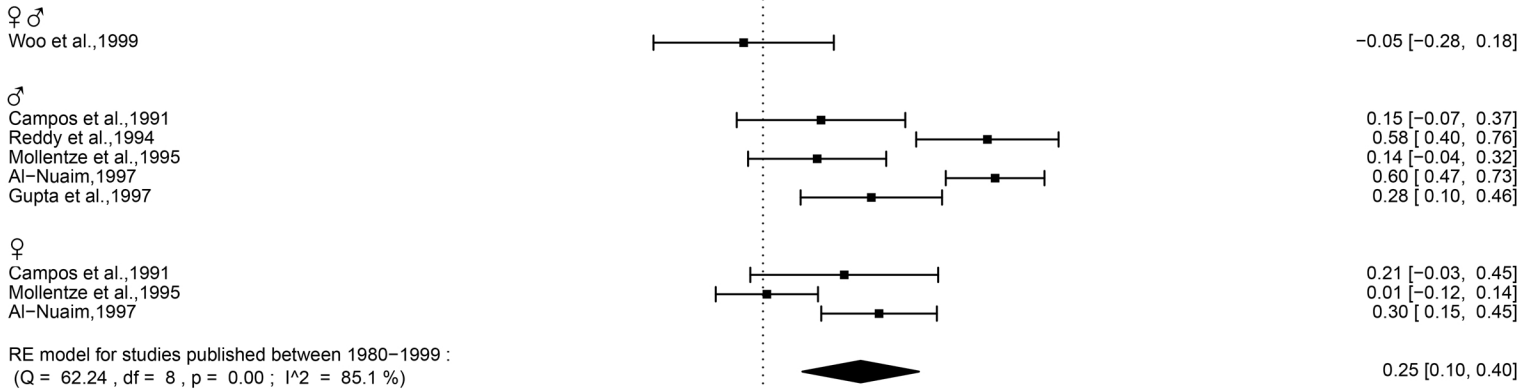 ♀♂
Woo et al.,1999 −0.05 [−0.28, 0.18]
♂
Campos et al.,1991 0.15 [−0.07, 0.37]
Reddy et al.,1994 0.58 [ 0.40, 0.76]
Mollentze et al.,1995 0.14 [−0.04, 0.32]
Al−Nuaim,1997 0.60 [ 0.47, 0.73]
Gupta et al.,1997 0.28 [ 0.10, 0.46]
♀
Campos et al.,1991 0.21 [−0.03, 0.45]
Mollentze et al.,1995 0.01 [−0.12, 0.14]
Al−Nuaim,1997 0.30 [ 0.15, 0.45]
RE model for studies published between 1980−1999 :
(Q = 62.24 , df = 8 , p = 0.00 ; I^2 = 85.1 %) 0.25 [0.10, 0.40]